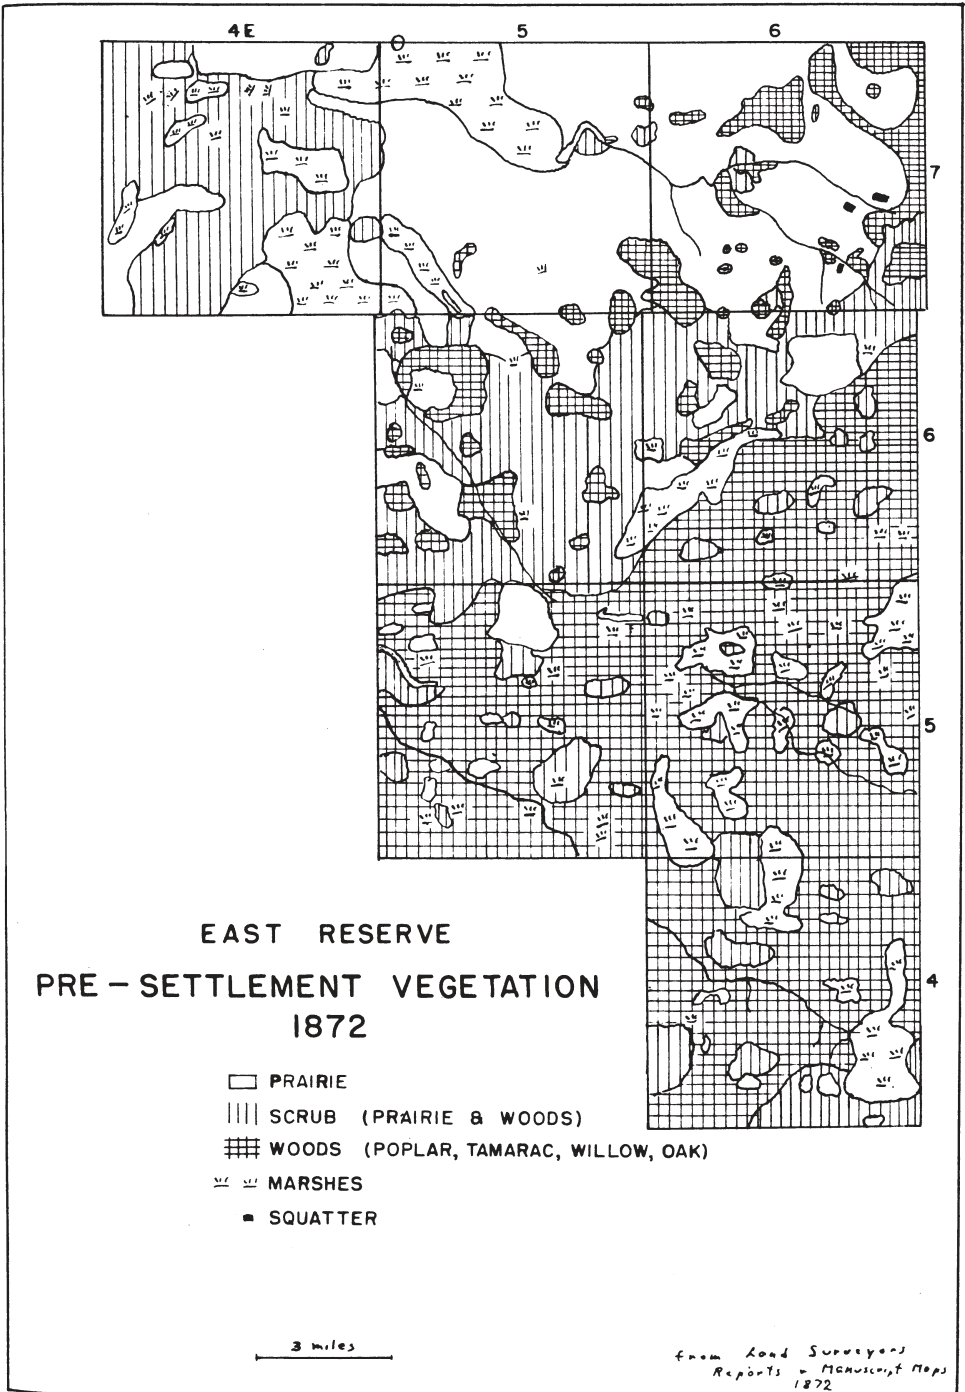 4E 5 6
7
6
5
4
EAST RESERVE
PRE-SETTLEMENT VEGETATION
1872
PRAIRIE
SCRUB (PRAIRIE & WOODS)
WOODS (POPLAR, TAMARAC, WILLOW, OAK)
MARSHES
SQUATTER
3 miles
from Land Surveyors
Reports + Manuscript Maps
1872